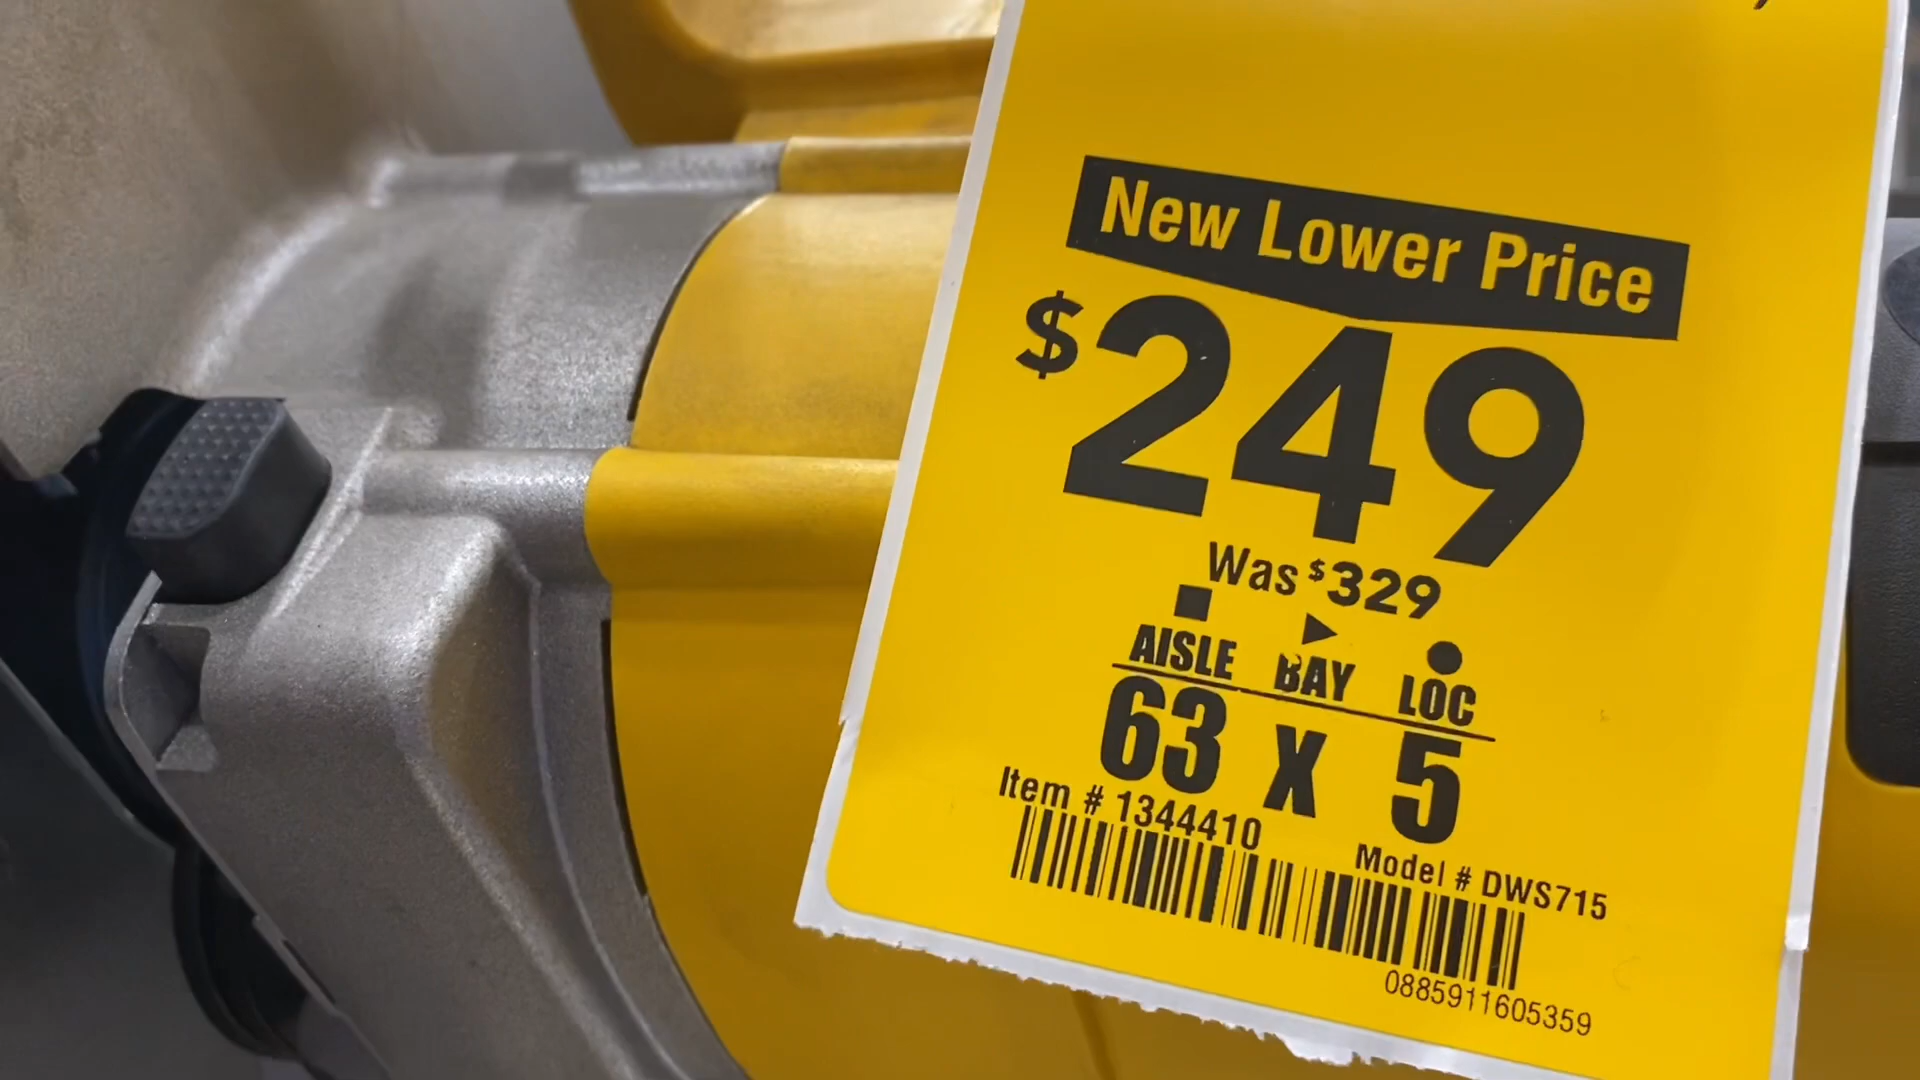 New Lower Price
$249
Was $329
AISLE BAY LOC
63 X 5
Item # 1344410
Model # DWS715
0885911605359